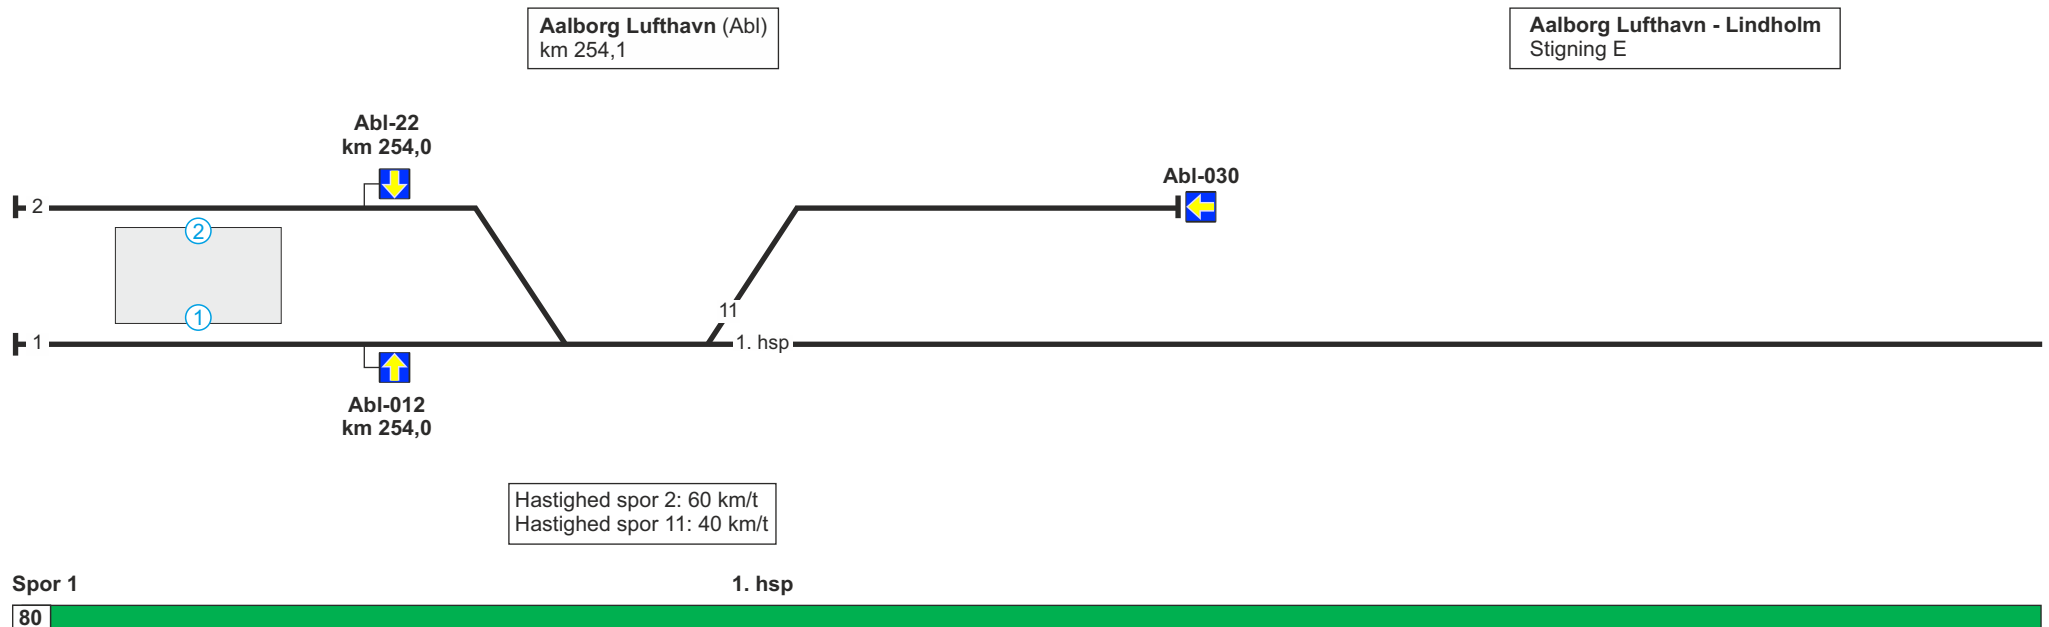 Aalborg Lufthavn (Abl)
km 254,1
Aalborg Lufthavn - Lindholm
Stigning E
Abl-22
km 254,0
Abl-030
2
2
11
1
1
1. hsp
Abl-012
km 254,0
Hastighed spor 2: 60 km/t
Hastighed spor 11: 40 km/t
Spor 1
1. hsp
80